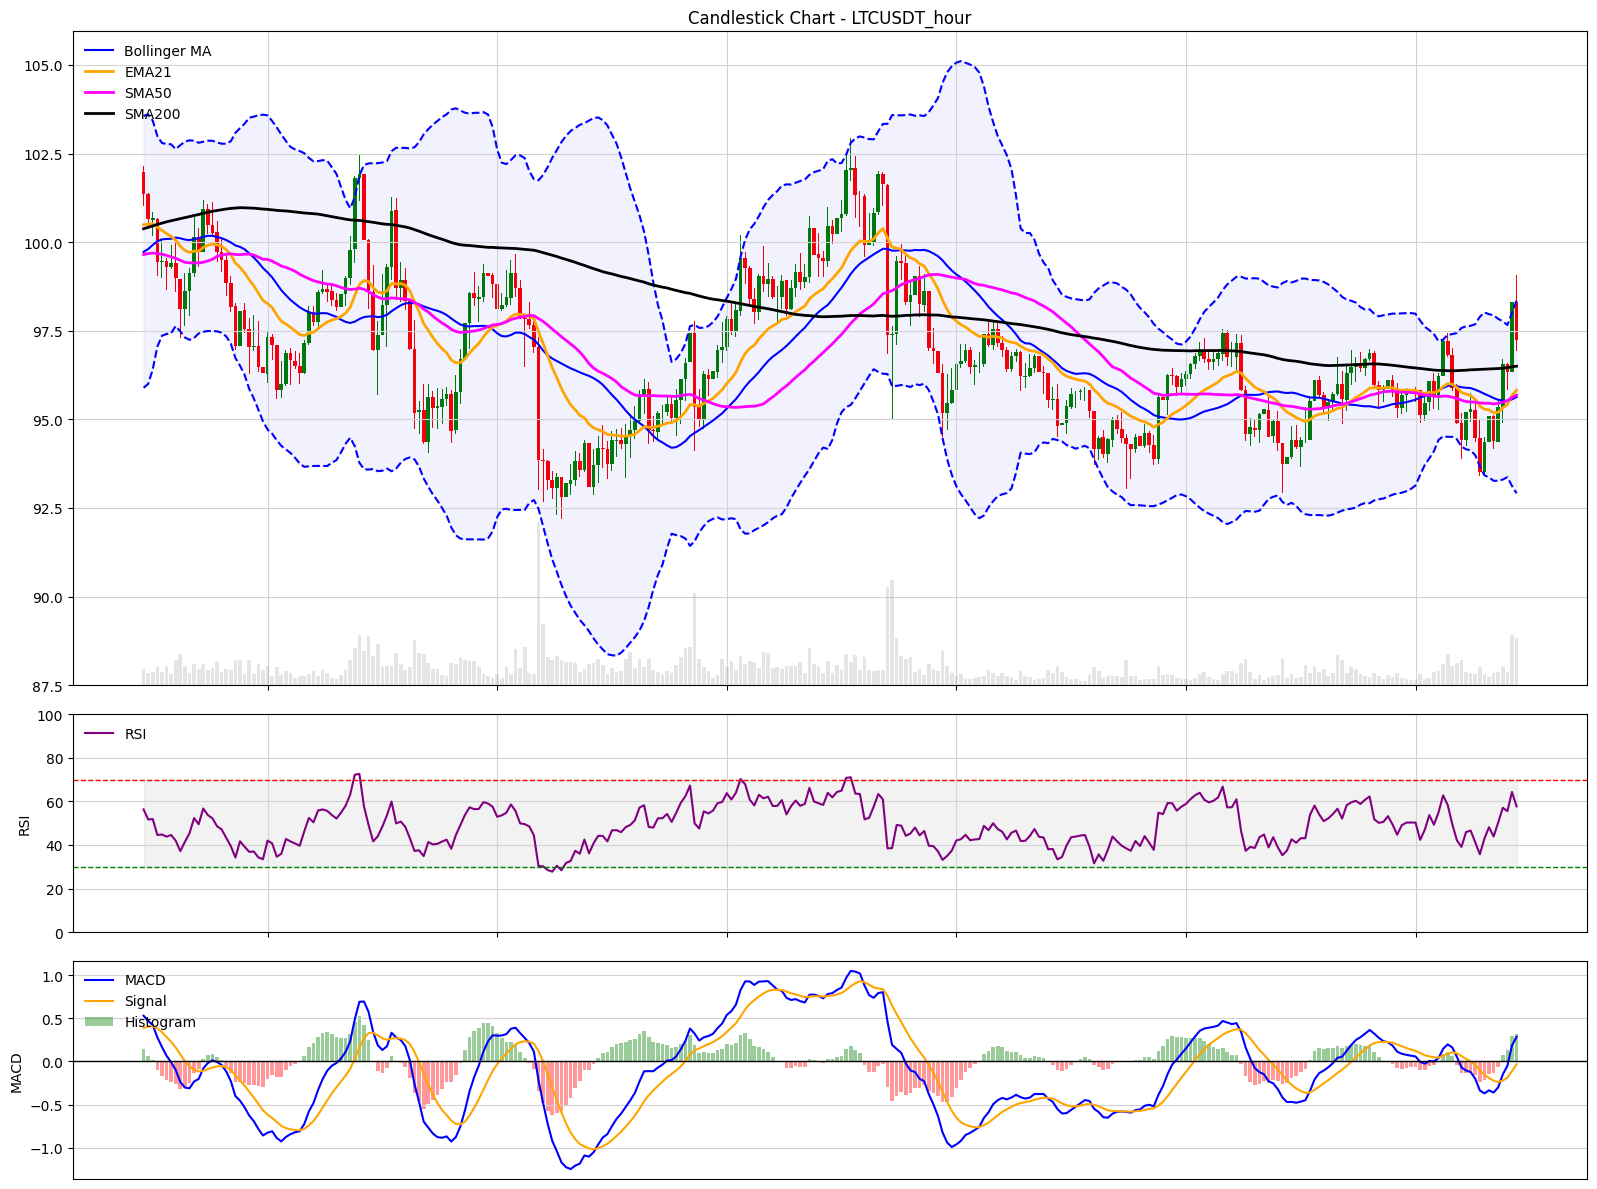 Candlestick Chart - LTCUSDT_hour
Bollinger MA
EMA21
SMA50
SMA200
105.0
102.5
100.0
97.5
95.0
92.5
90.0
87.5
RSI
RSI
100
80
60
40
20
0
MACD
Signal
Histogram
MACD
1.0
0.5
0.0
−0.5
−1.0